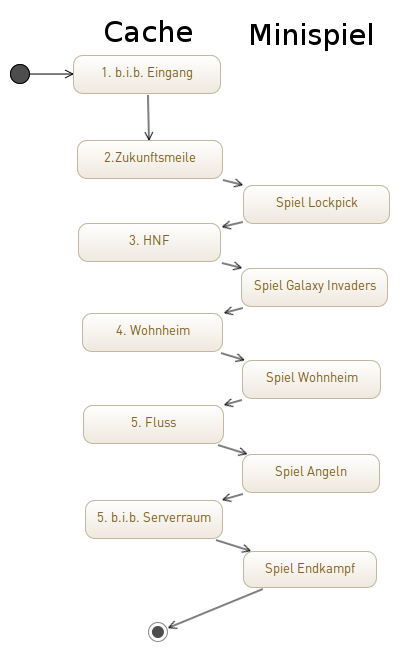 Cache
Minispiel
1. b.i.b. Eingang
2.Zukunftsmeile
Spiel Lockpick
3. HNF
Spiel Galaxy Invaders
4. Wohnheim
Spiel Wohnheim
5. Fluss
Spiel Angeln
5. b.i.b. Serverraum
Spiel Endkampf